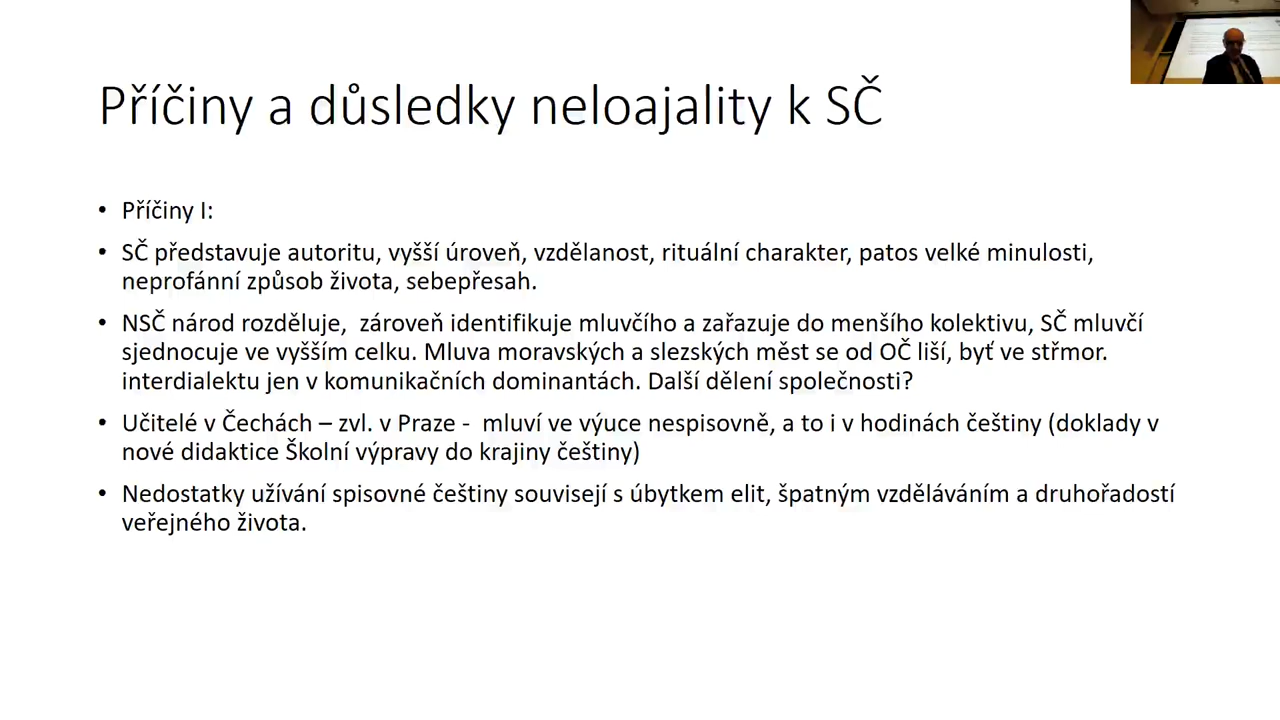 Příčiny a důsledky neloajality k SČ
• Příčiny I:
• SČ představuje autoritu, vyšší úroveň, vzdělanost, rituální charakter, patos velké minulosti,
neprofánní způsob života, sebepřesah.
• NSČ národ rozděluje,  zároveň identifikuje mluvčího a zařazuje do menšího kolektivu, SČ mluvčí
sjednocuje ve vyšším celku. Mluva moravských a slezských měst se od OČ liší, byť ve střmor.
interdialektu jen v komunikačních dominantách. Další dělení společnosti?
• Učitelé v Čechách – zvl. v Praze -  mluví ve výuce nespisovně, a to i v hodinách češtiny (doklady v
nové didaktice Školní výpravy do krajiny češtiny)
• Nedostatky užívání spisovné češtiny souvisejí s úbytkem elit, špatným vzděláváním a druhořadostí
veřejného života.